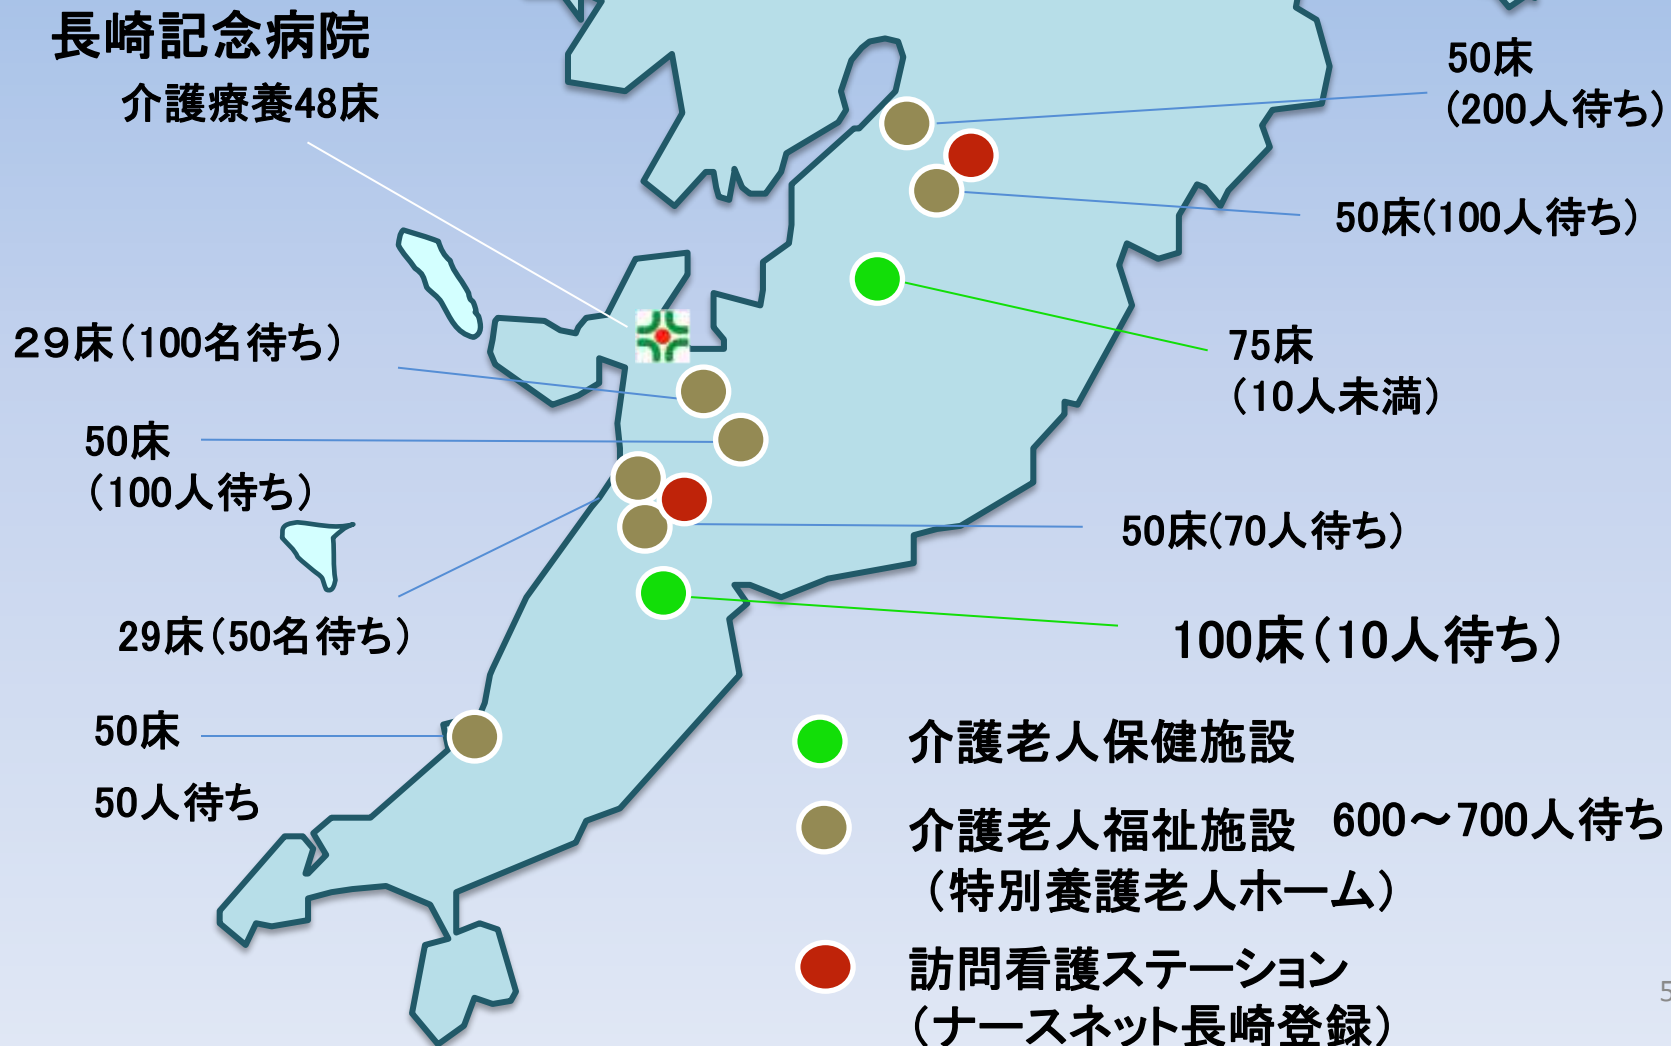 長崎記念病院
介護療養48床
50床
(200人待ち)
50床(100人待ち)
75床
（10人未満）
２９床（100名待ち）
50床
（100人待ち）
50床(70人待ち)
29床（50名待ち）
100床（10人待ち）
50床
50人待ち
介護老人保健施設
介護老人福祉施設　600～700人待ち
（特別養護老人ホーム）
訪問看護ステーション
（ナースネット長崎登録）
5